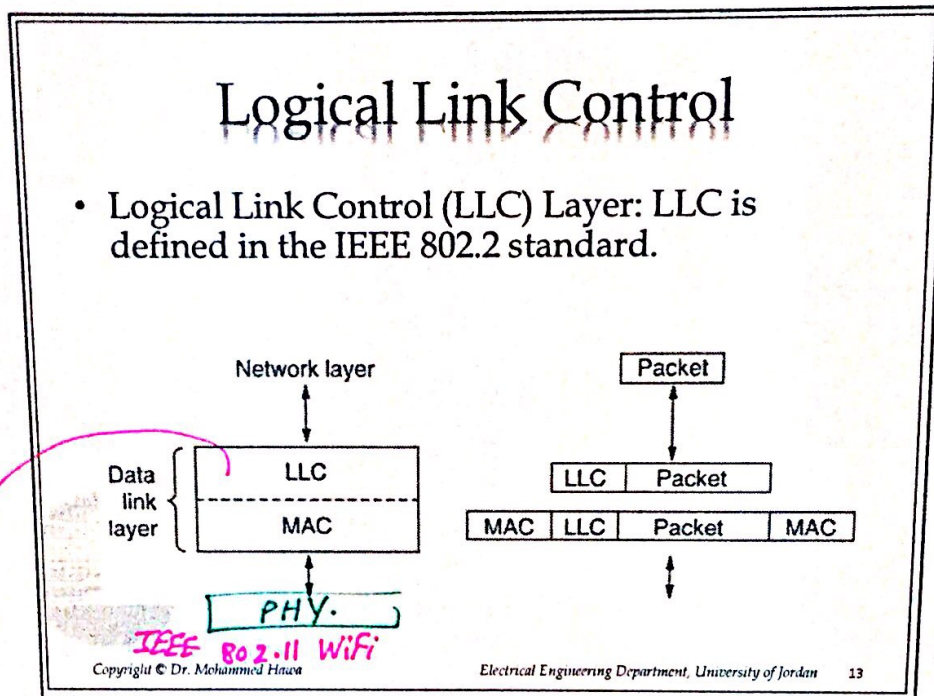 Logical Link Control
• Logical Link Control (LLC) Layer: LLC is
defined in the IEEE 802.2 standard.
Network layer
Data
link
layer
LLC
MAC
PHY.
IEEE 802.11 WiFi
Packet
LLC Packet
MAC LLC Packet MAC
Copyright © Dr. Mohammed Hawa
Electrical Engineering Department, University of Jordan 13